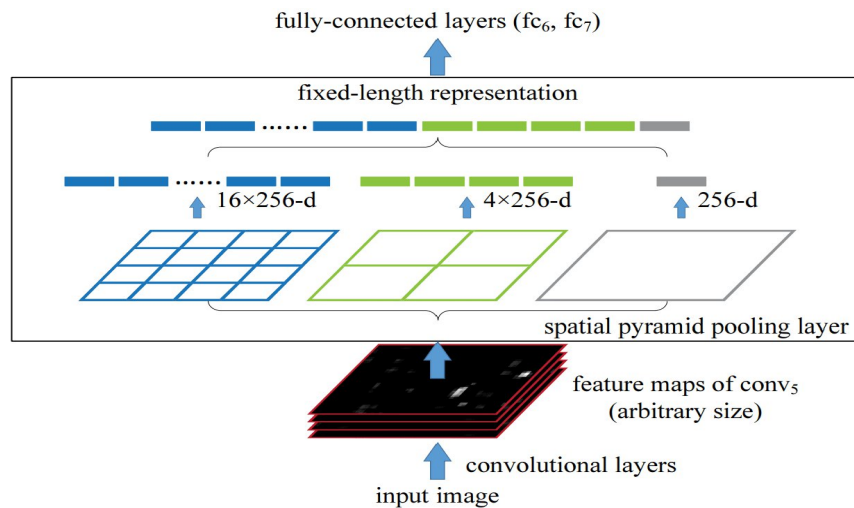 fully-connected layers (fc₆, fc₇)
fixed-length representation
16×256-d
4×256-d
256-d
spatial pyramid pooling layer
feature maps of conv₅
(arbitrary size)
convolutional layers
input image